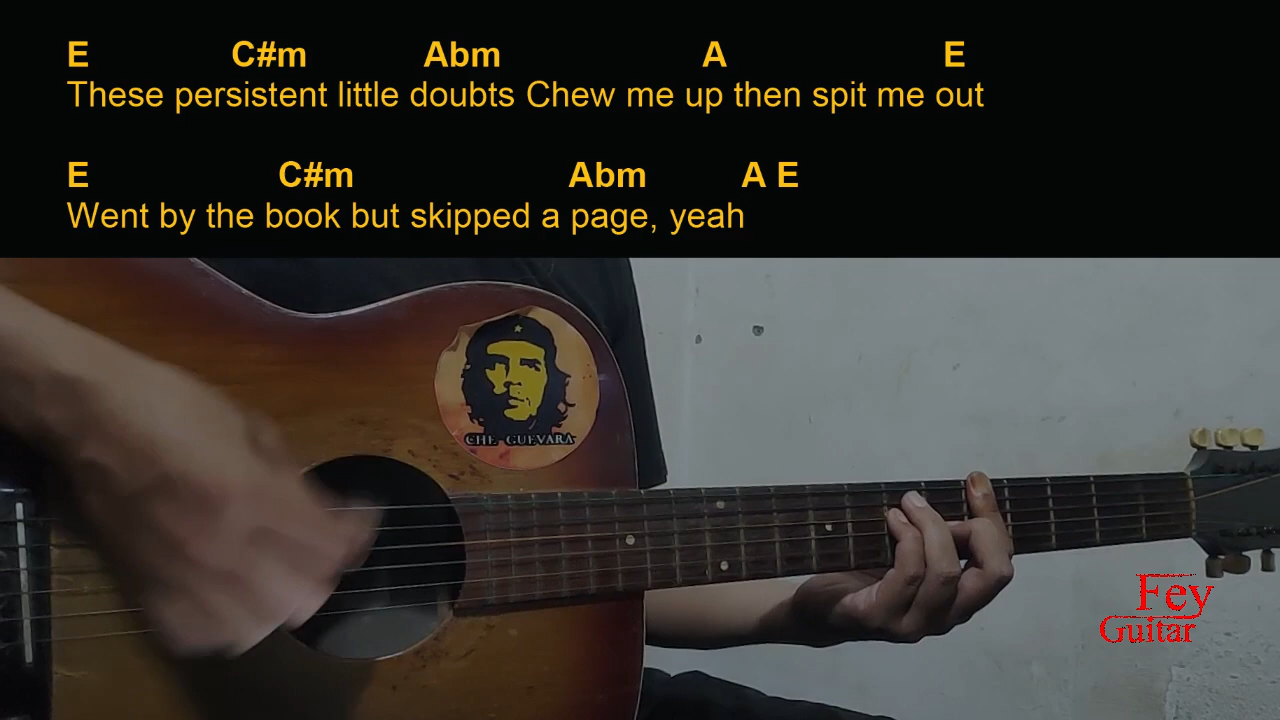 E C#m Abm A E
These persistent little doubts Chew me up then spit me out
E C#m Abm A E
Went by the book but skipped a page, yeah
CHE GUEVARA
Fey
Guitar